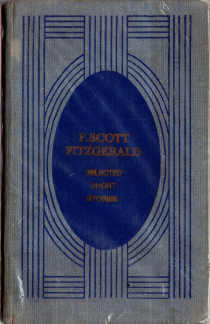 F. SCOTT
FITZGERALD
SELECTED
SHORT
STORIES